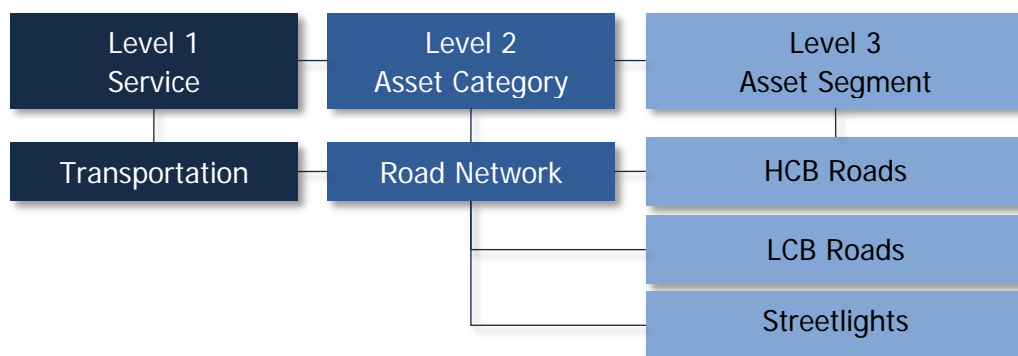 Level 1
Service
Level 2
Asset Category
Level 3
Asset Segment
Transportation
Road Network
HCB Roads
LCB Roads
Streetlights